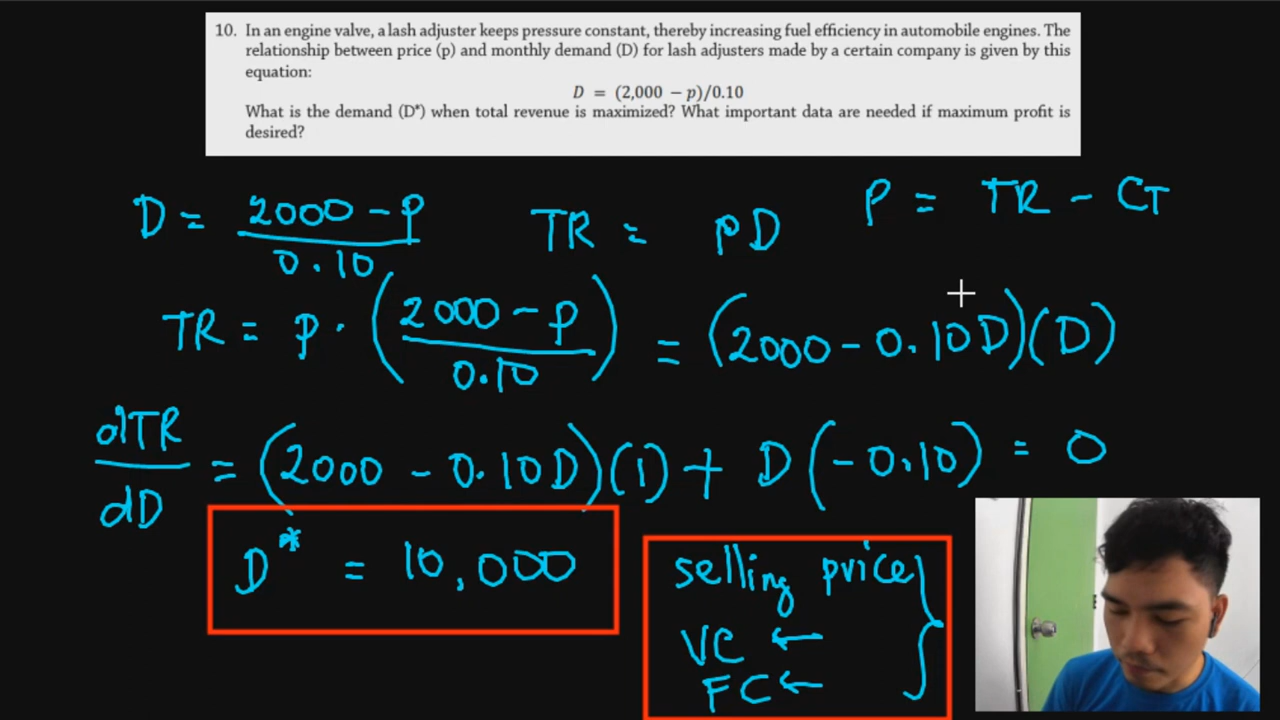 10. In an engine valve, a lash adjuster keeps pressure constant, thereby increasing fuel efficiency in automobile engines. The
relationship between price (p) and monthly demand (D) for lash adjusters made by a certain company is given by this
equation:
D = (2,000 − p)/0.10
What is the demand (D*) when total revenue is maximized? What important data are needed if maximum profit is
desired?
D = (2000 - p)/0.10
TR = pD
P = TR - CT
TR = p · ((2000 - p)/0.10) = (2000 - 0.10D)(D)
dTR/dD = (2000 - 0.10D)(1) + D(-0.10) = 0
D* = 10,000
selling price
VC ←
FC ←